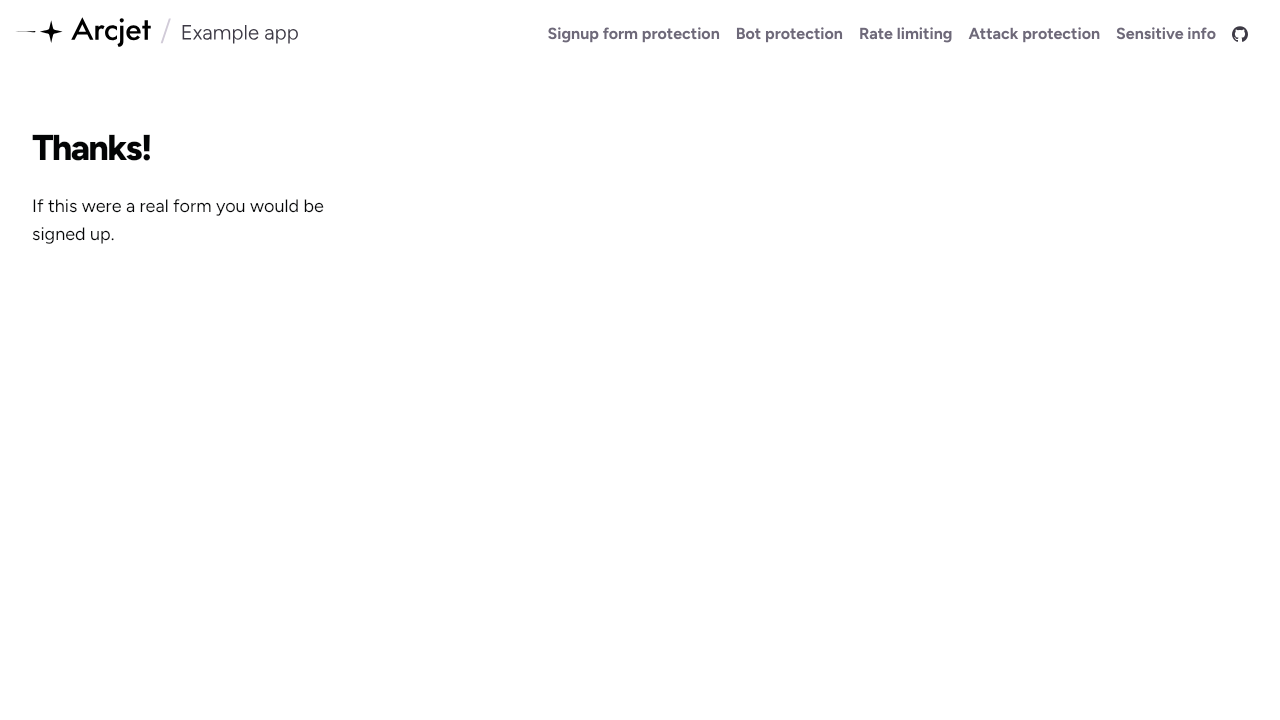 Arcjet / Example app
Signup form protection Bot protection Rate limiting Attack protection Sensitive info
Thanks!
If this were a real form you would be
signed up.